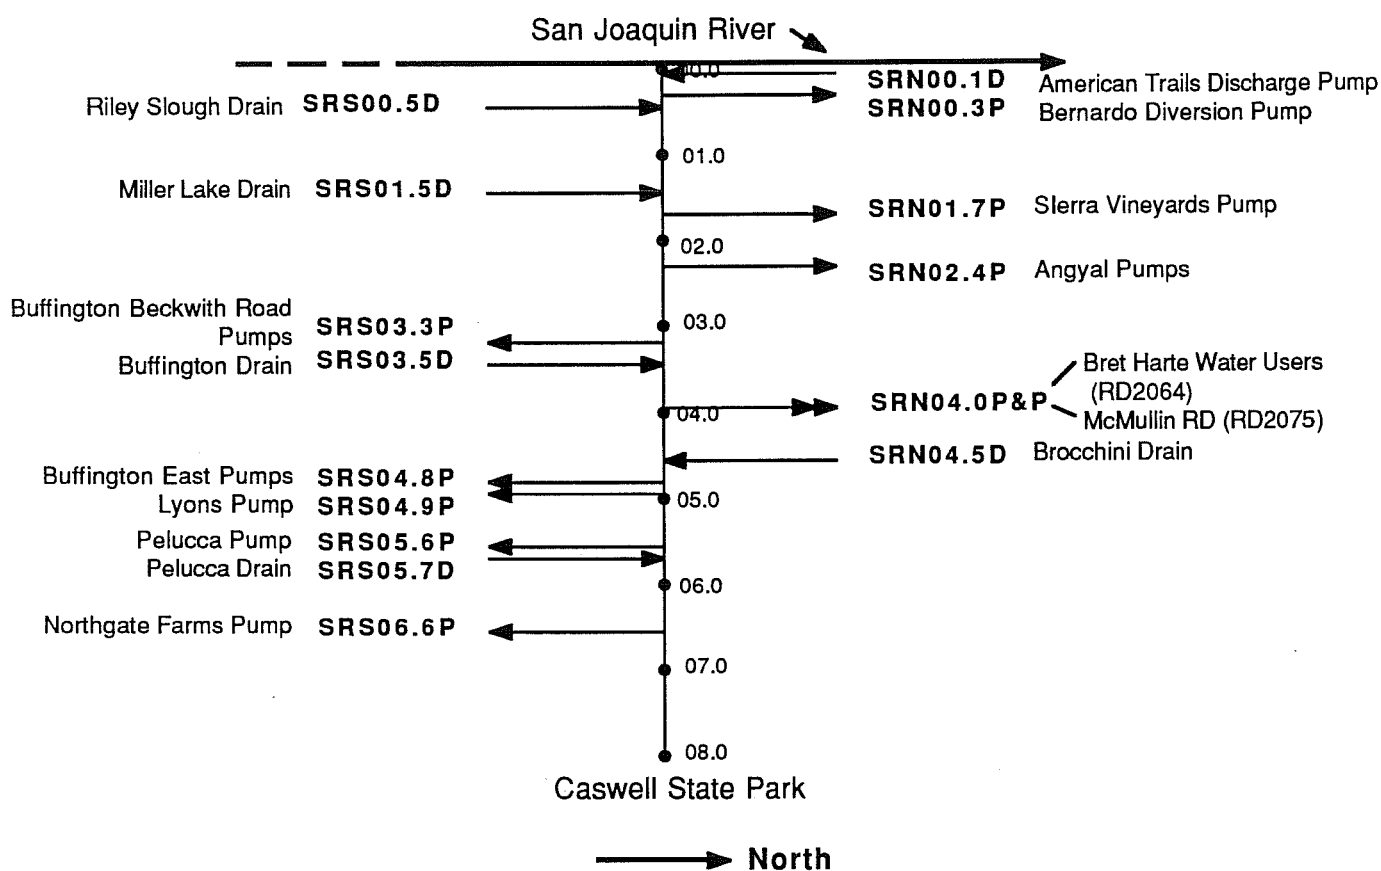 San Joaquin River
00.0
SRN00.1D American Trails Discharge Pump
Riley Slough Drain SRS00.5D
SRN00.3P Bernardo Diversion Pump
01.0
Miller Lake Drain SRS01.5D
SRN01.7P SIerra Vineyards Pump
02.0
SRN02.4P Angyal Pumps
Buffington Beckwith Road
Pumps SRS03.3P
03.0
Buffington Drain SRS03.5D
Bret Harte Water Users
(RD2064)
04.0
SRN04.0P&P
McMullin RD (RD2075)
SRN04.5D Brocchini Drain
Buffington East Pumps SRS04.8P
Lyons Pump SRS04.9P
05.0
Pelucca Pump SRS05.6P
Pelucca Drain SRS05.7D
06.0
Northgate Farms Pump SRS06.6P
07.0
08.0
Caswell State Park
North